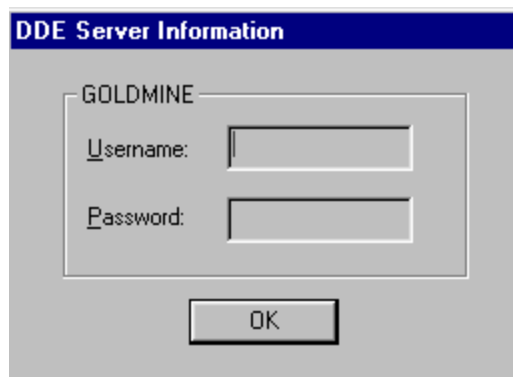 DDE Server Information
GOLDMINE
Username:
Password:
OK